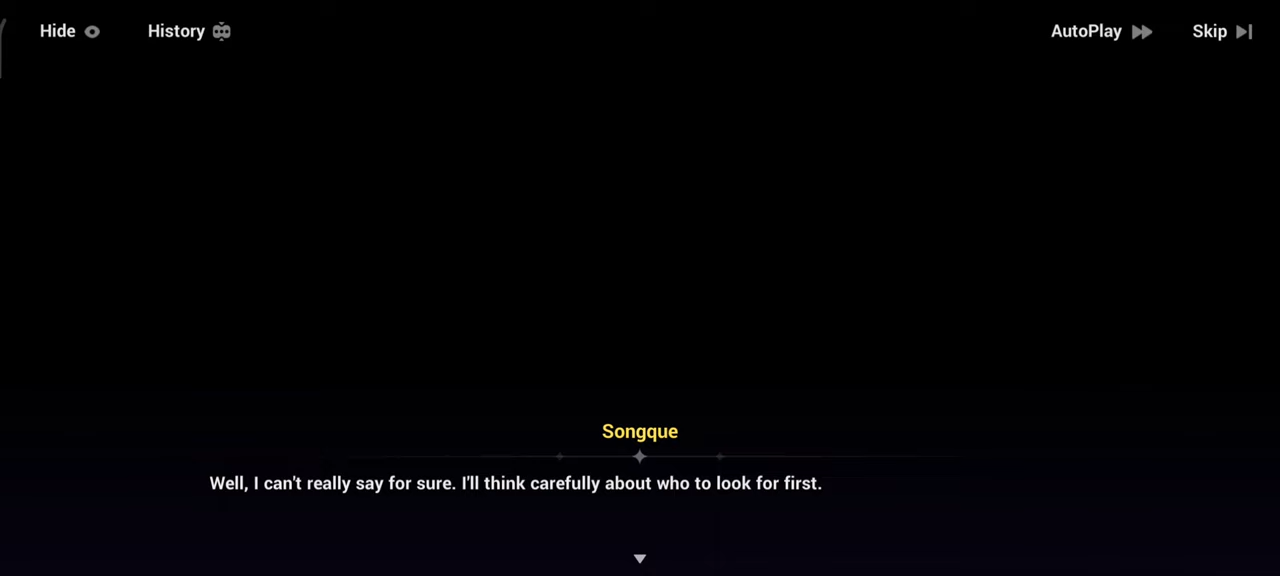 Hide
History
AutoPlay
Skip
Songque
Well, I can't really say for sure. I'll think carefully about who to look for first.